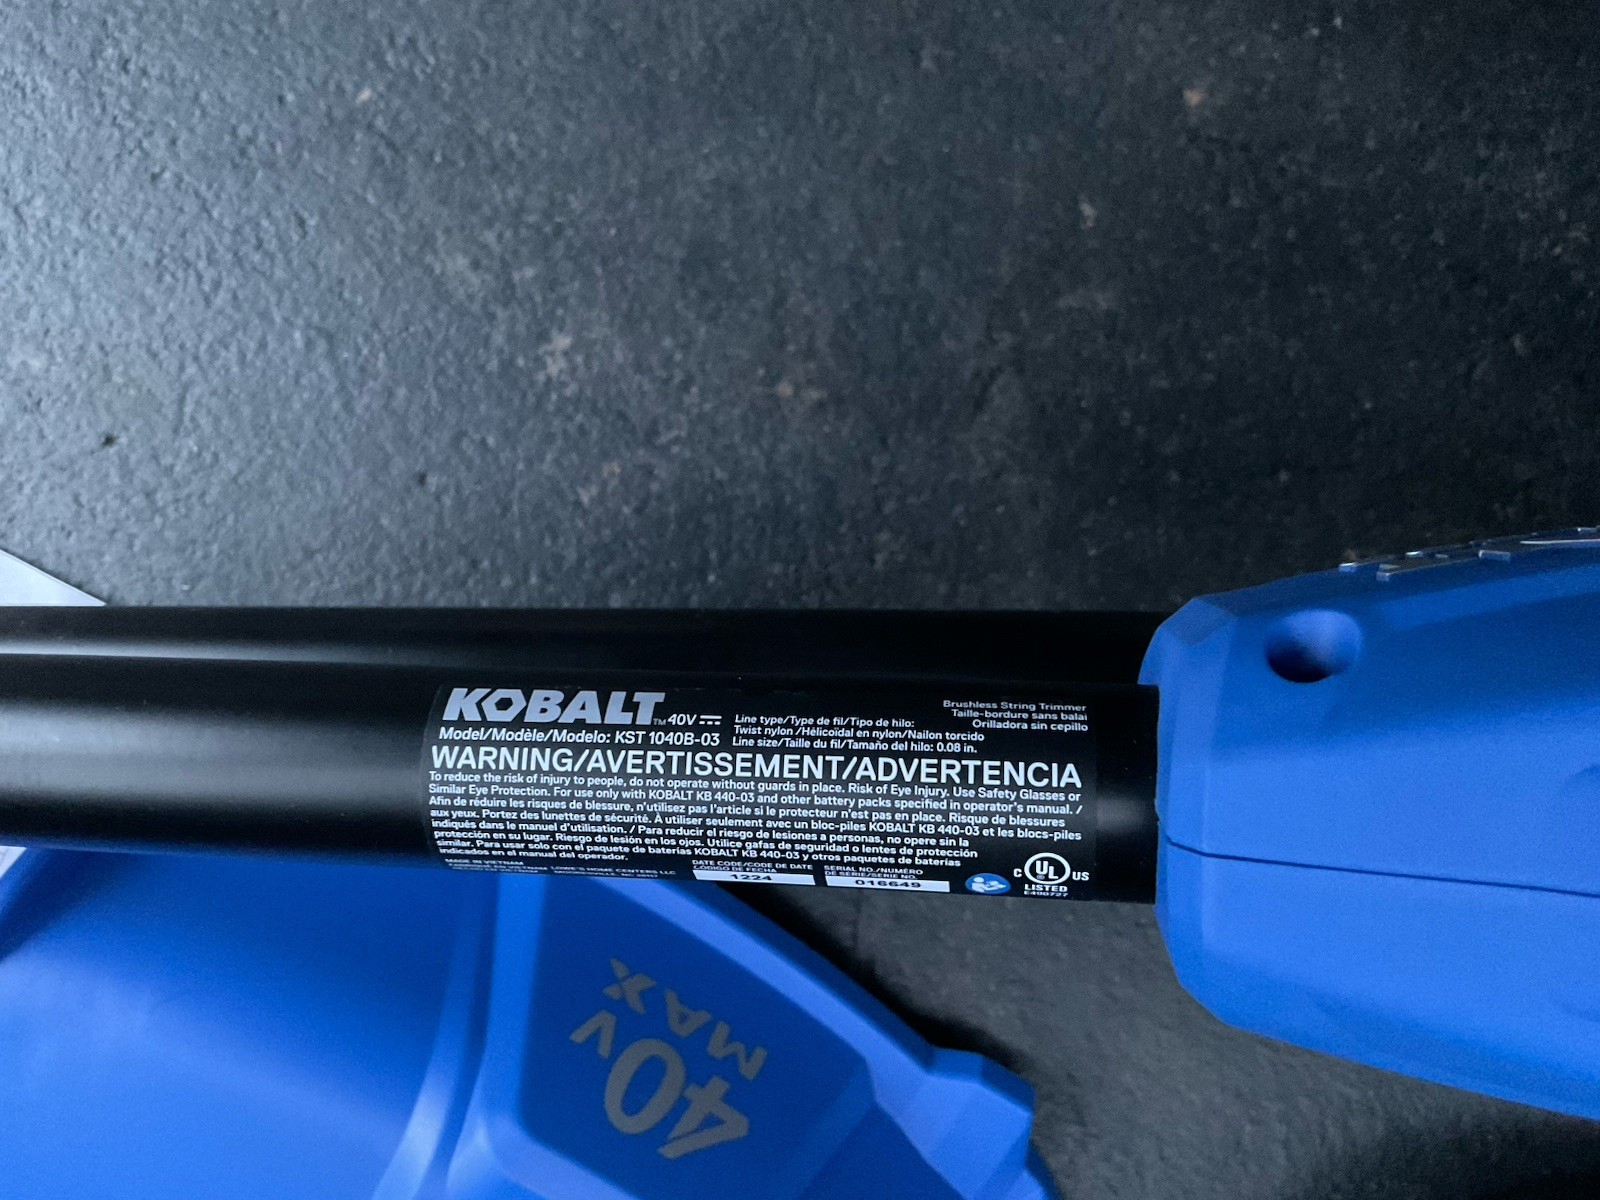 KOBALT™ 40V
Model/Modèle/Modelo: KST 1040B-03
Line type/Type de fil/Tipo de hilo:
Twist nylon /Hélicoïdal en nylon/Nailon torcido
Line size/Taille du fil/Tamaño del hilo: 0.08 in.
Brushless String Trimmer
Taille-bordure sans balai
Orilladora sin cepillo
WARNING/AVERTISSEMENT/ADVERTENCIA
To reduce the risk of injury to people, do not operate without guards in place. Risk of Eye Injury. Use Safety Glasses or
Similar Eye Protection. For use only with KOBALT KB 440-03 and other battery packs specified in operator's manual. /
Afin de réduire les risques de blessure, n'utilisez pas l'article si le protecteur n'est pas en place. Risque de blessures
aux yeux. Portez des lunettes de sécurité. À utiliser seulement avec un bloc-piles KOBALT KB 440-03 et les blocs-piles
indiqués dans le manuel d'utilisation. / Para reducir el riesgo de lesiones a personas, no opere sin la
protección en su lugar. Riesgo de lesión en los ojos. Utilice gafas de seguridad o lentes de protección
similar. Para usar solo con el paquete de baterías KOBALT KB 440-03 y otros paquetes de baterías
indicados en el manual del operador.
MADE IN VIETNAM
LOWE'S HOME CENTERS LLC
DATE CODE/CODE DE DATE
CÓDIGO DE FECHA
1224
SERIAL NO./NUMÉRO
DE SÉRIE/SERIE NO.
016649
C UL US
LISTED
E490727
40V
MAX